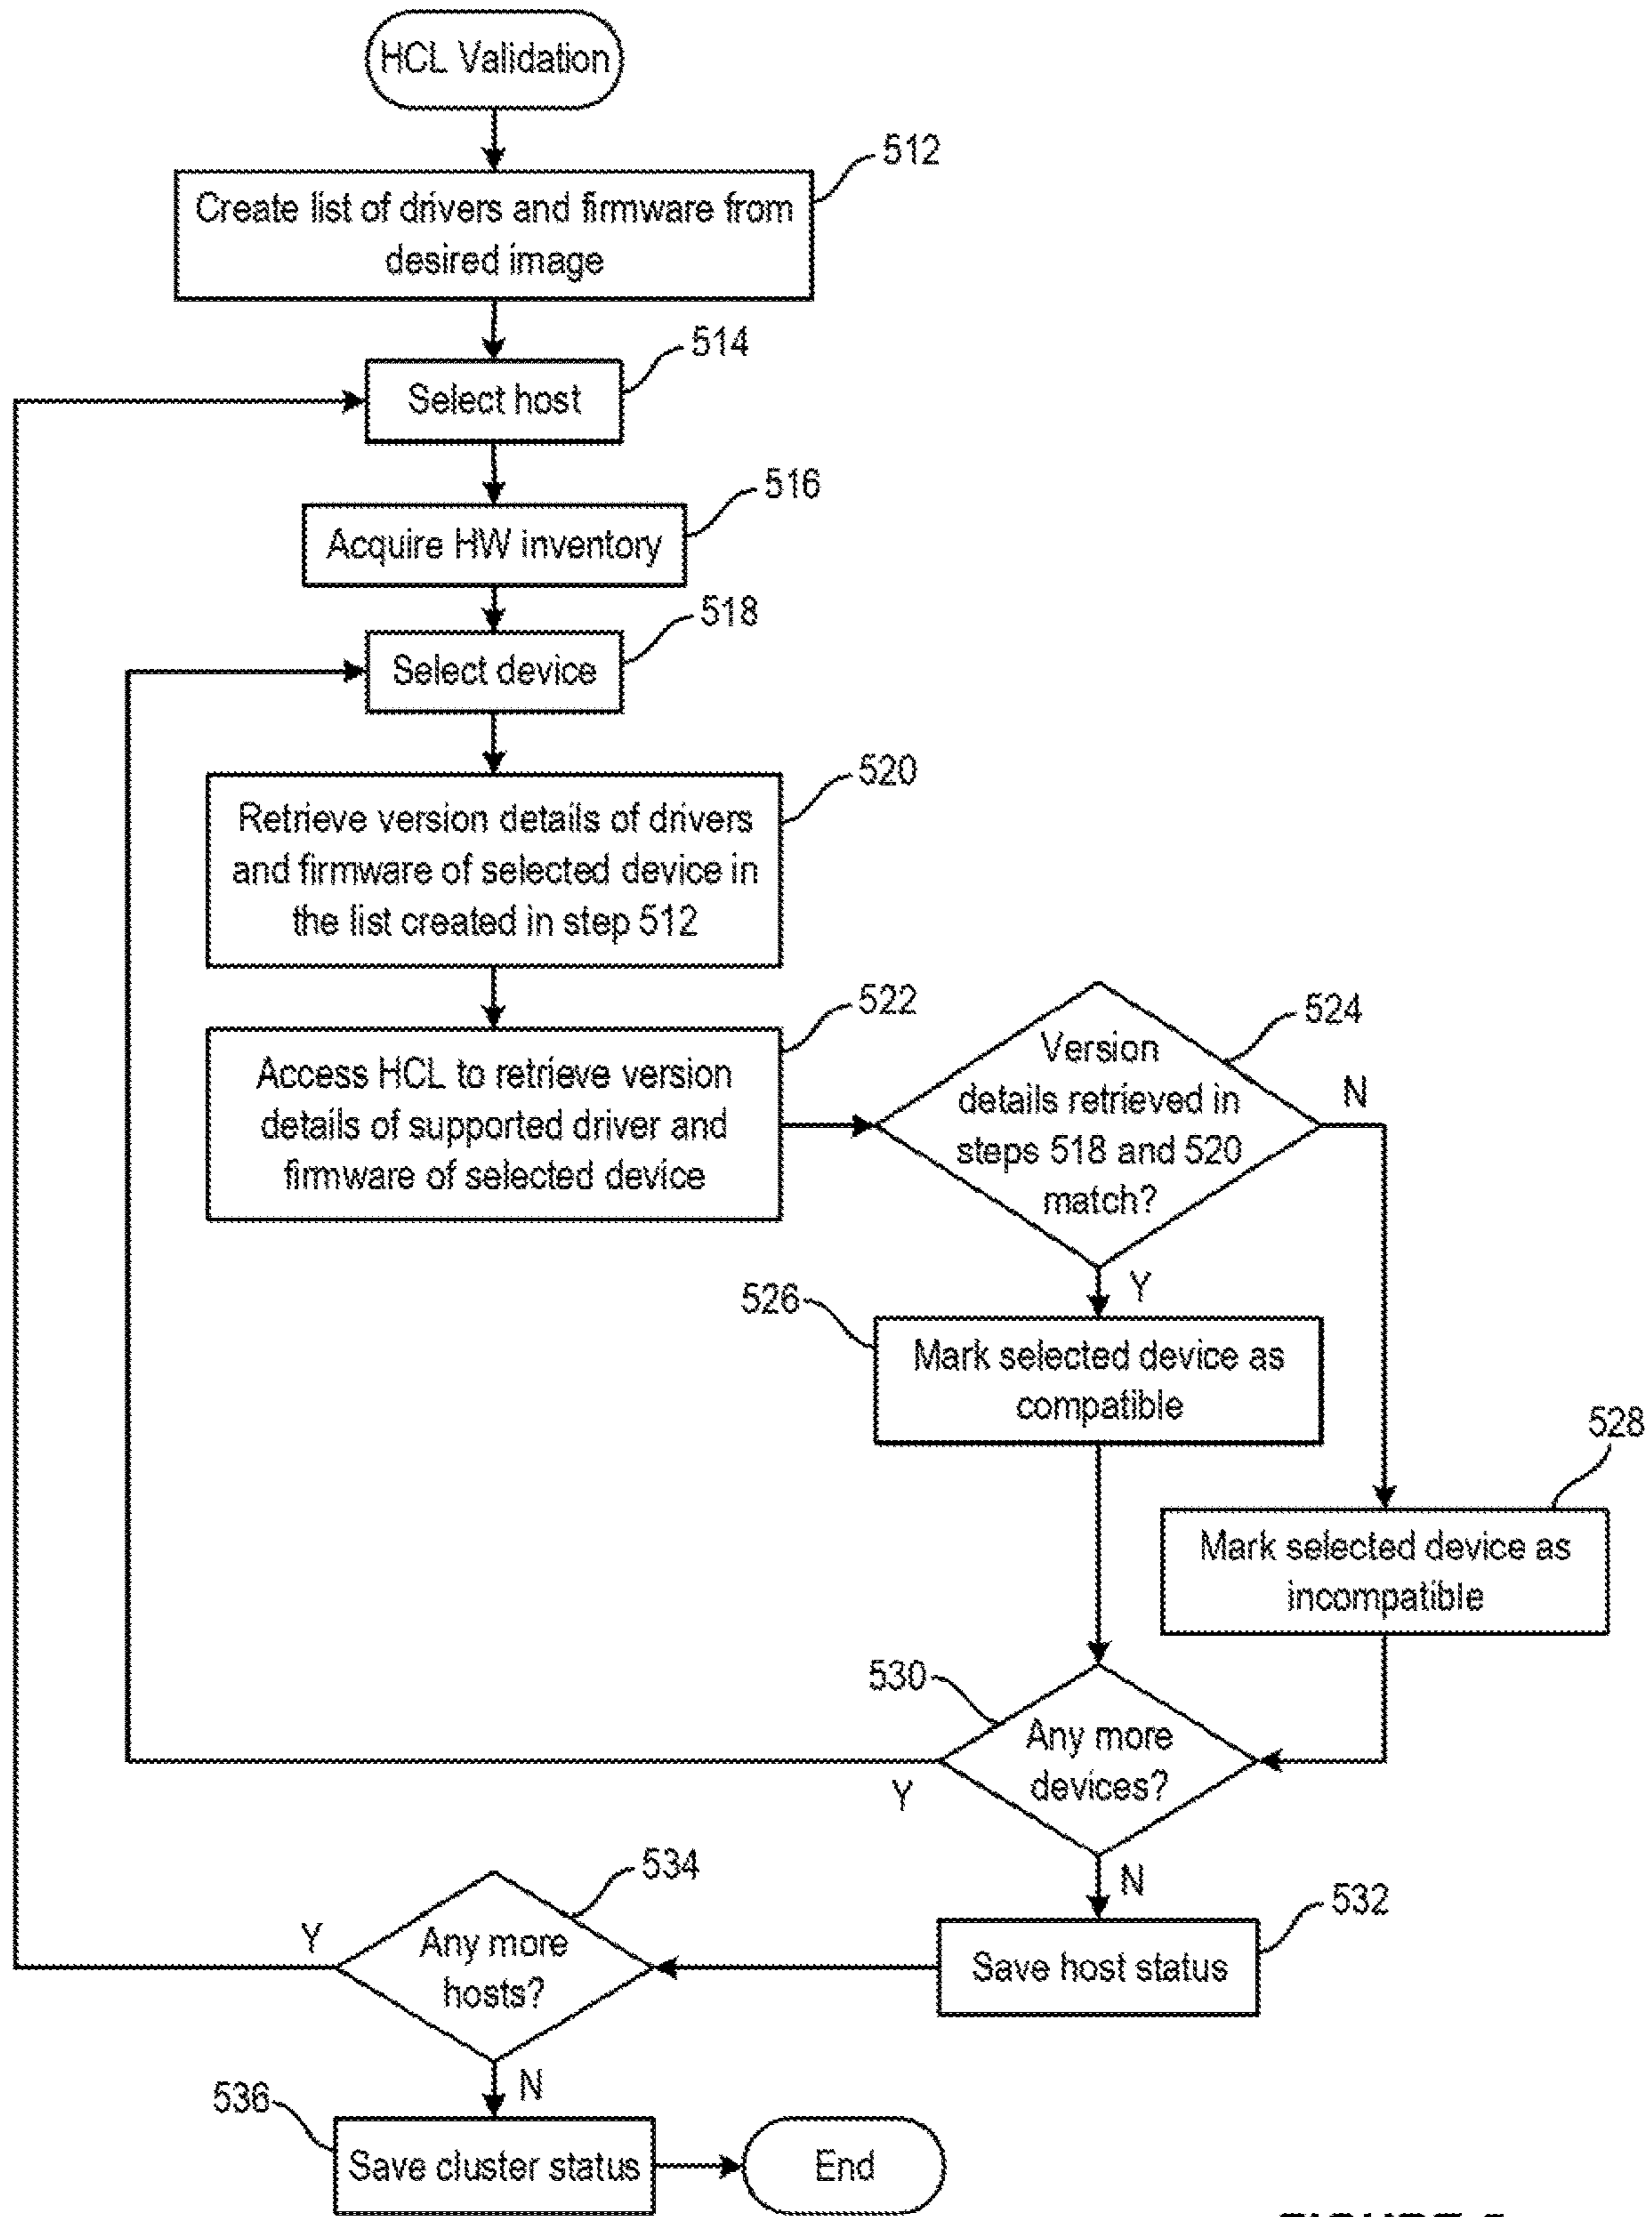 HCL Validation
512
Create list of drivers and firmware from
desired image
514
Select host
516
Acquire HW inventory
518
Select device
520
Retrieve version details of drivers
and firmware of selected device in
the list created in step 512
522
Access HCL to retrieve version
details of supported driver and
firmware of selected device
524
Version
details retrieved in
steps 518 and 520
match?
N
Y
526
Mark selected device as
compatible
528
Mark selected device as
incompatible
530
Any more
devices?
Y
N
532
Save host status
534
Any more
hosts?
Y
N
536
Save cluster status
End